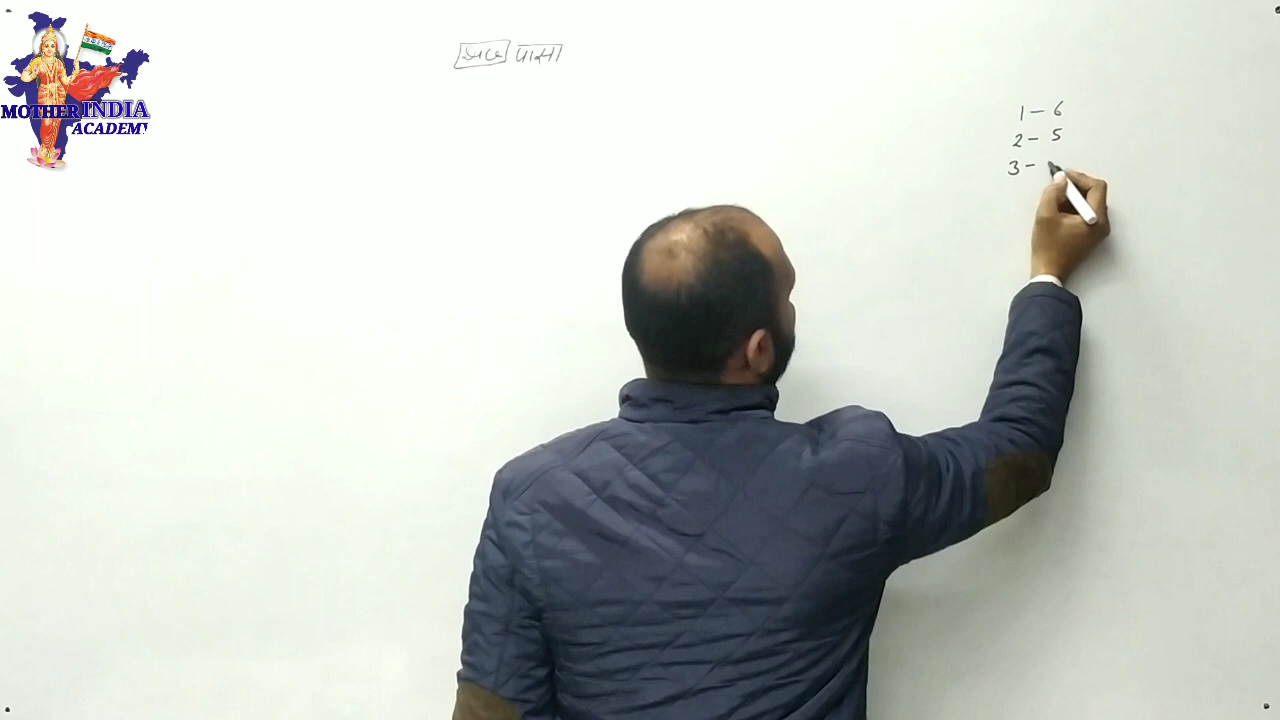 MOTHER INDIA
ACADEMY
पासा
1 - 6
2 - 5
3 -